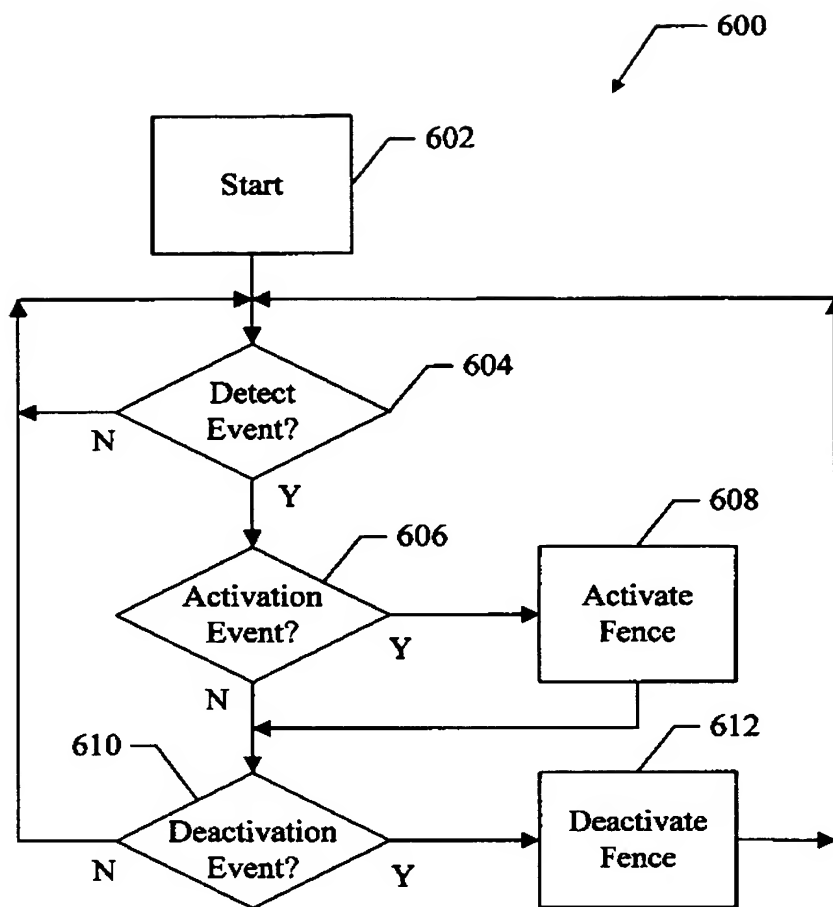 600
602
Start
604
Detect
Event?
N
Y
608
606
Activation
Event?
Activate
Fence
Y
N
610
612
Deactivation
Event?
Deactivate
Fence
N
Y